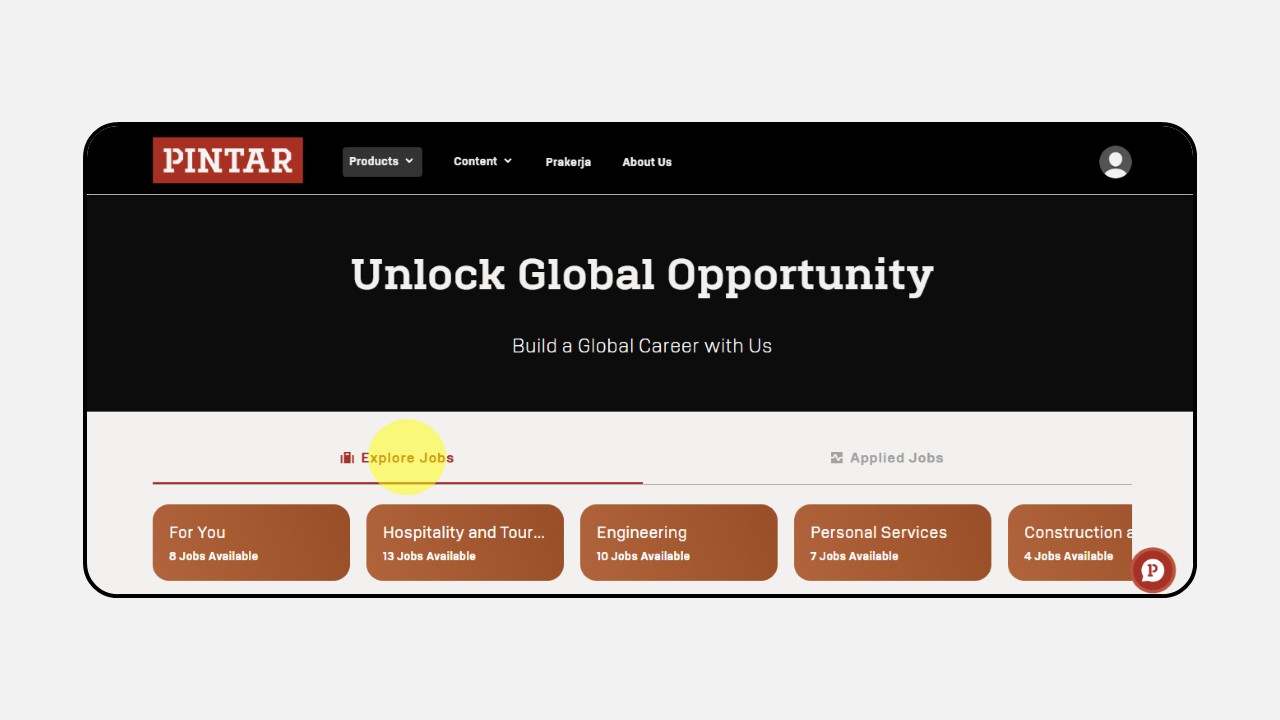 PINTAR
Products
Content
Prakerja
About Us
Unlock Global Opportunity
Build a Global Career with Us
Explore Jobs
Applied Jobs
For You
8 Jobs Available
Hospitality and Tour...
13 Jobs Available
Engineering
10 Jobs Available
Personal Services
7 Jobs Available
Construction a
4 Jobs Available
P